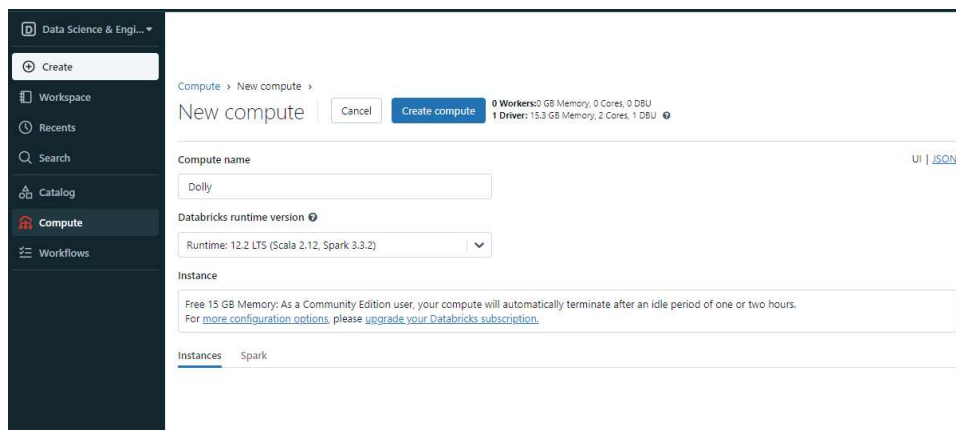 Data Science & Engi...
Create
Workspace
Recents
Search
Catalog
Compute
Workflows
Compute > New compute >
New compute
Cancel
Create compute
0 Workers:0 GB Memory, 0 Cores, 0 DBU
1 Driver: 15.3 GB Memory, 2 Cores, 1 DBU
Compute name
UI | JSON
Dolly
Databricks runtime version
Runtime: 12.2 LTS (Scala 2.12, Spark 3.3.2)
Instance
Free 15 GB Memory: As a Community Edition user, your compute will automatically terminate after an idle period of one or two hours.
For more configuration options, please upgrade your Databricks subscription.
Instances Spark